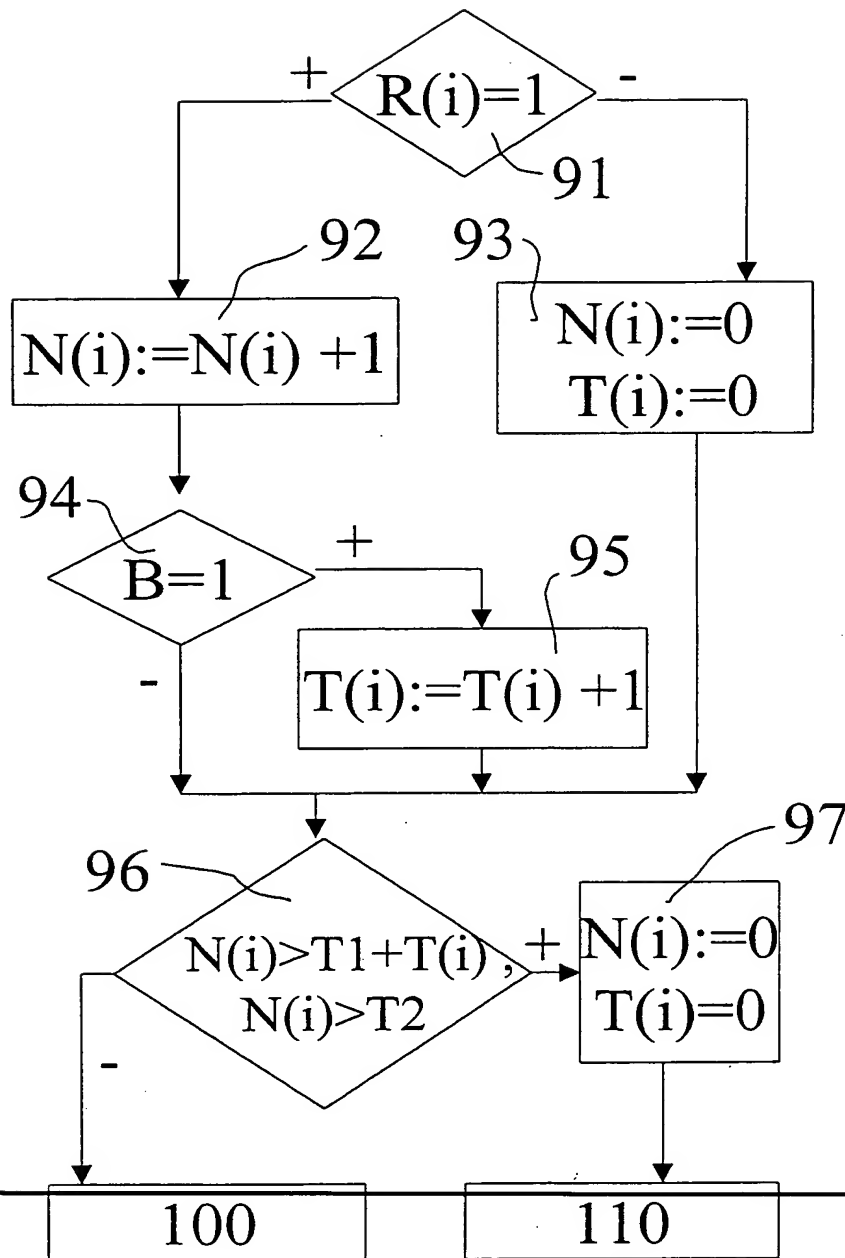 +
R(i)=1
-
91
92
93
N(i):=N(i) +1
N(i):=0
T(i):=0
94
B=1
+
95
-
T(i):=T(i) +1
96
97
N(i)>T1+T(i) ,
N(i)>T2
+
N(i):=0
T(i)=0
-
100
110